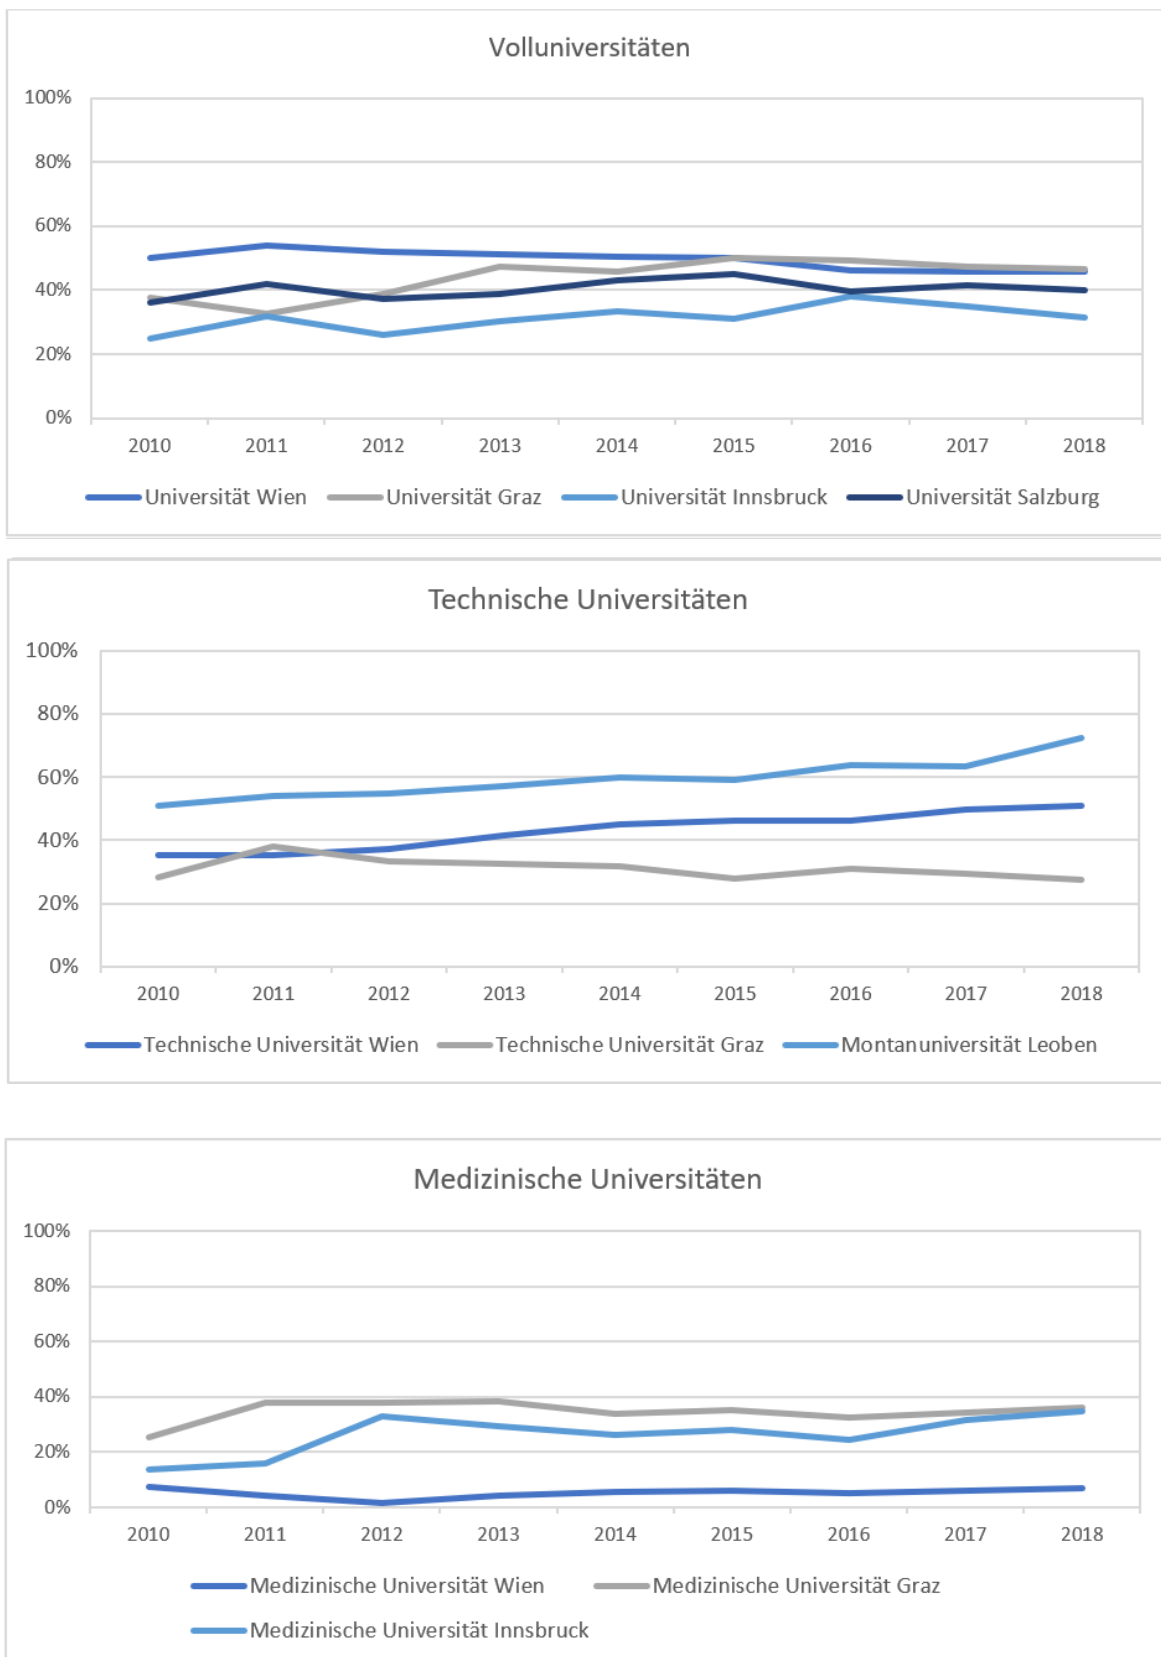 Volluniversitäten
100%
80%
60%
40%
20%
0%
2010 2011 2012 2013 2014 2015 2016 2017 2018
Universität Wien Universität Graz Universität Innsbruck Universität Salzburg
Technische Universitäten
100%
80%
60%
40%
20%
0%
2010 2011 2012 2013 2014 2015 2016 2017 2018
Technische Universität Wien Technische Universität Graz Montanuniversität Leoben
Medizinische Universitäten
100%
80%
60%
40%
20%
0%
2010 2011 2012 2013 2014 2015 2016 2017 2018
Medizinische Universität Wien Medizinische Universität Graz
Medizinische Universität Innsbruck